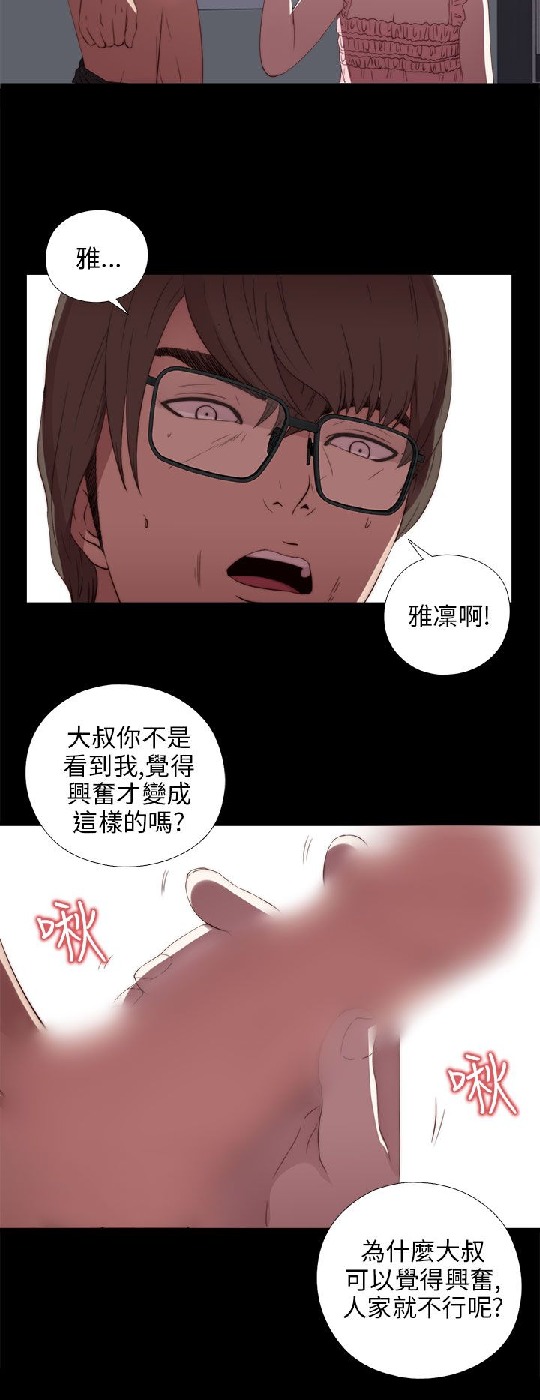 雅...
雅凜啊!
大叔你不是
看到我,覺得
興奮才變成
這樣的嗎?
啾
啾
為什麼大叔
可以覺得興奮,
人家就不行呢?